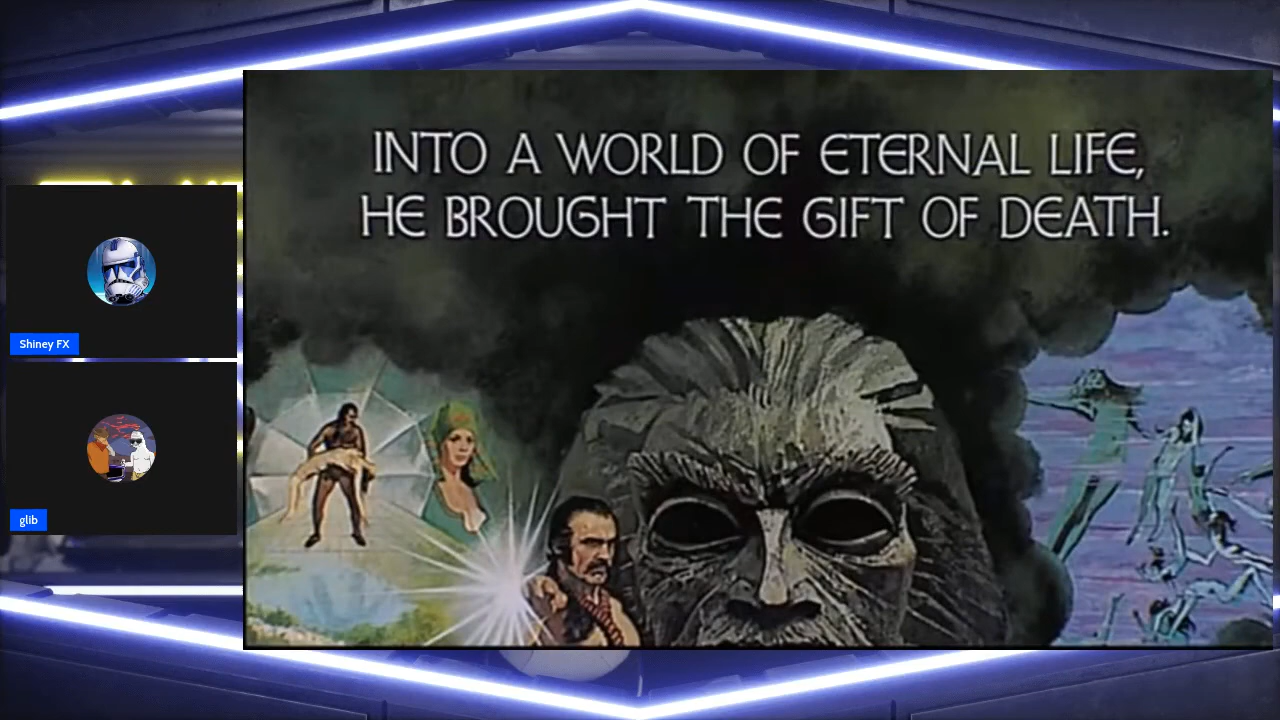 INTO A WORLD OF ETERNAL LIFE,
HE BROUGHT THE GIFT OF DEATH.
Shiney FX
glib